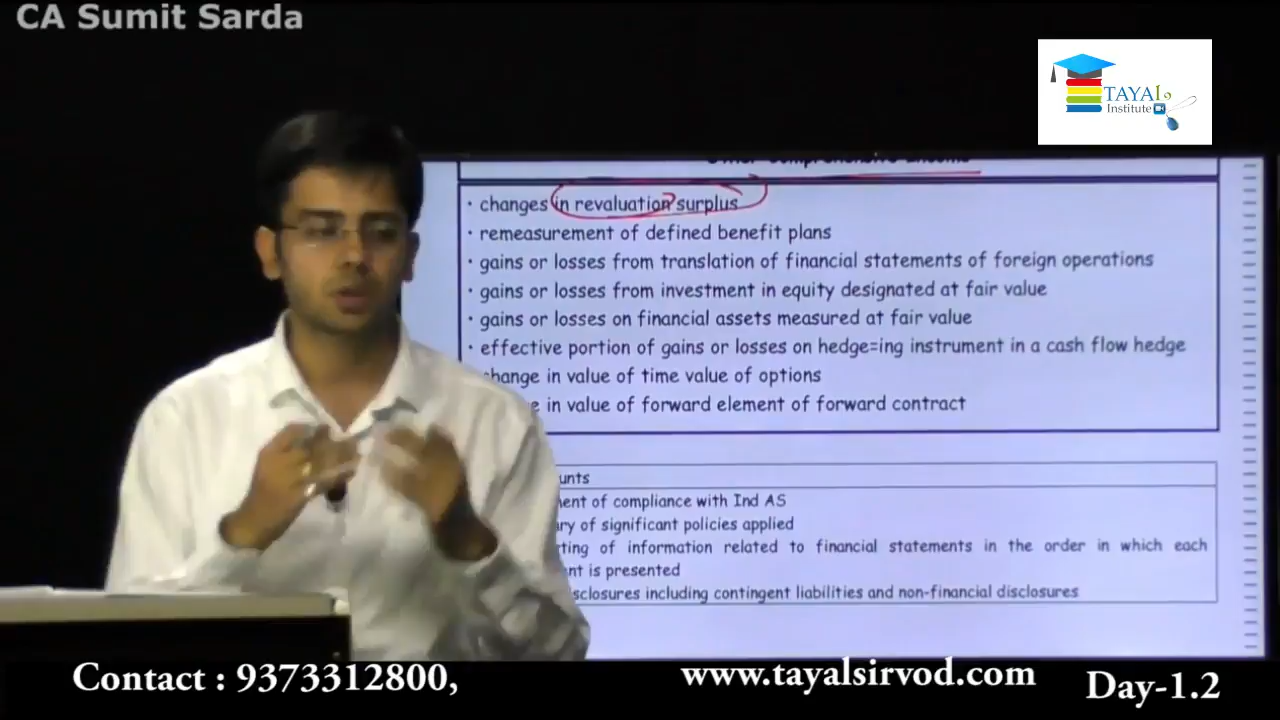 CA Sumit Sarda
TAYAl
Institute
Other Comprehensive Income
• changes in revaluation surplus
• remeasurement of defined benefit plans
• gains or losses from translation of financial statements of foreign operations
• gains or losses from investment in equity designated at fair value
• gains or losses on financial assets measured at fair value
• effective portion of gains or losses on hedge=ing instrument in a cash flow hedge
change in value of time value of options
e in value of forward element of forward contract
unts
ent of compliance with Ind AS
ry of significant policies applied
ting of information related to financial statements in the order in which each
nt is presented
sclosures including contingent liabilities and non-financial disclosures
Contact : 9373312800,
www.tayalsirvod.com
Day-1.2